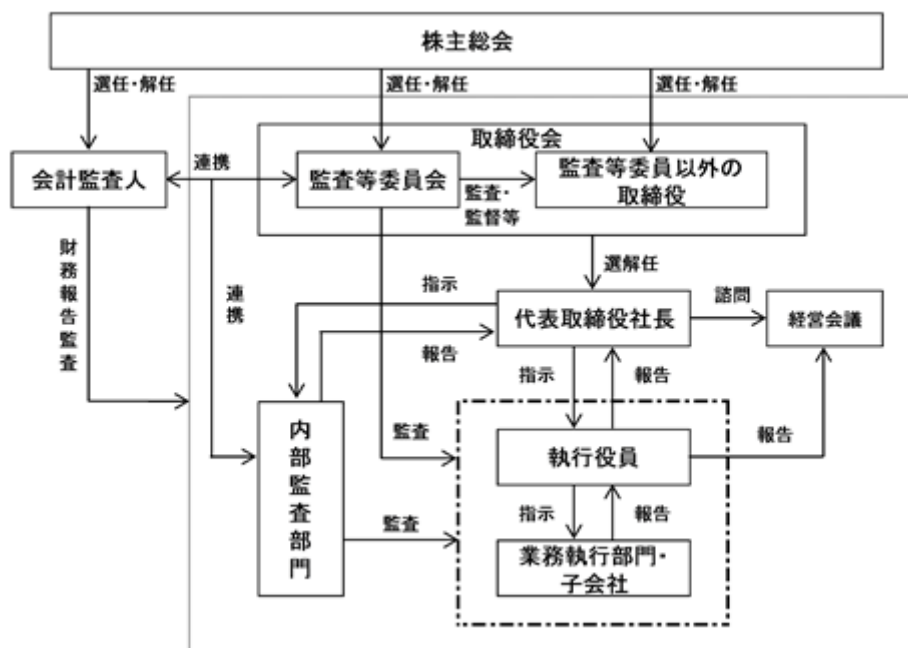 株主総会
選任・解任
選任・解任
選任・解任
取締役会
会計監査人
連携
監査等委員会
監査・
監督等
監査等委員以外の
取締役
選解任
財務報告監査
連携
指示
代表取締役社長
諮問
経営会議
報告
指示
報告
内部監査部門
監査
執行役員
報告
監査
指示
報告
業務執行部門・
子会社